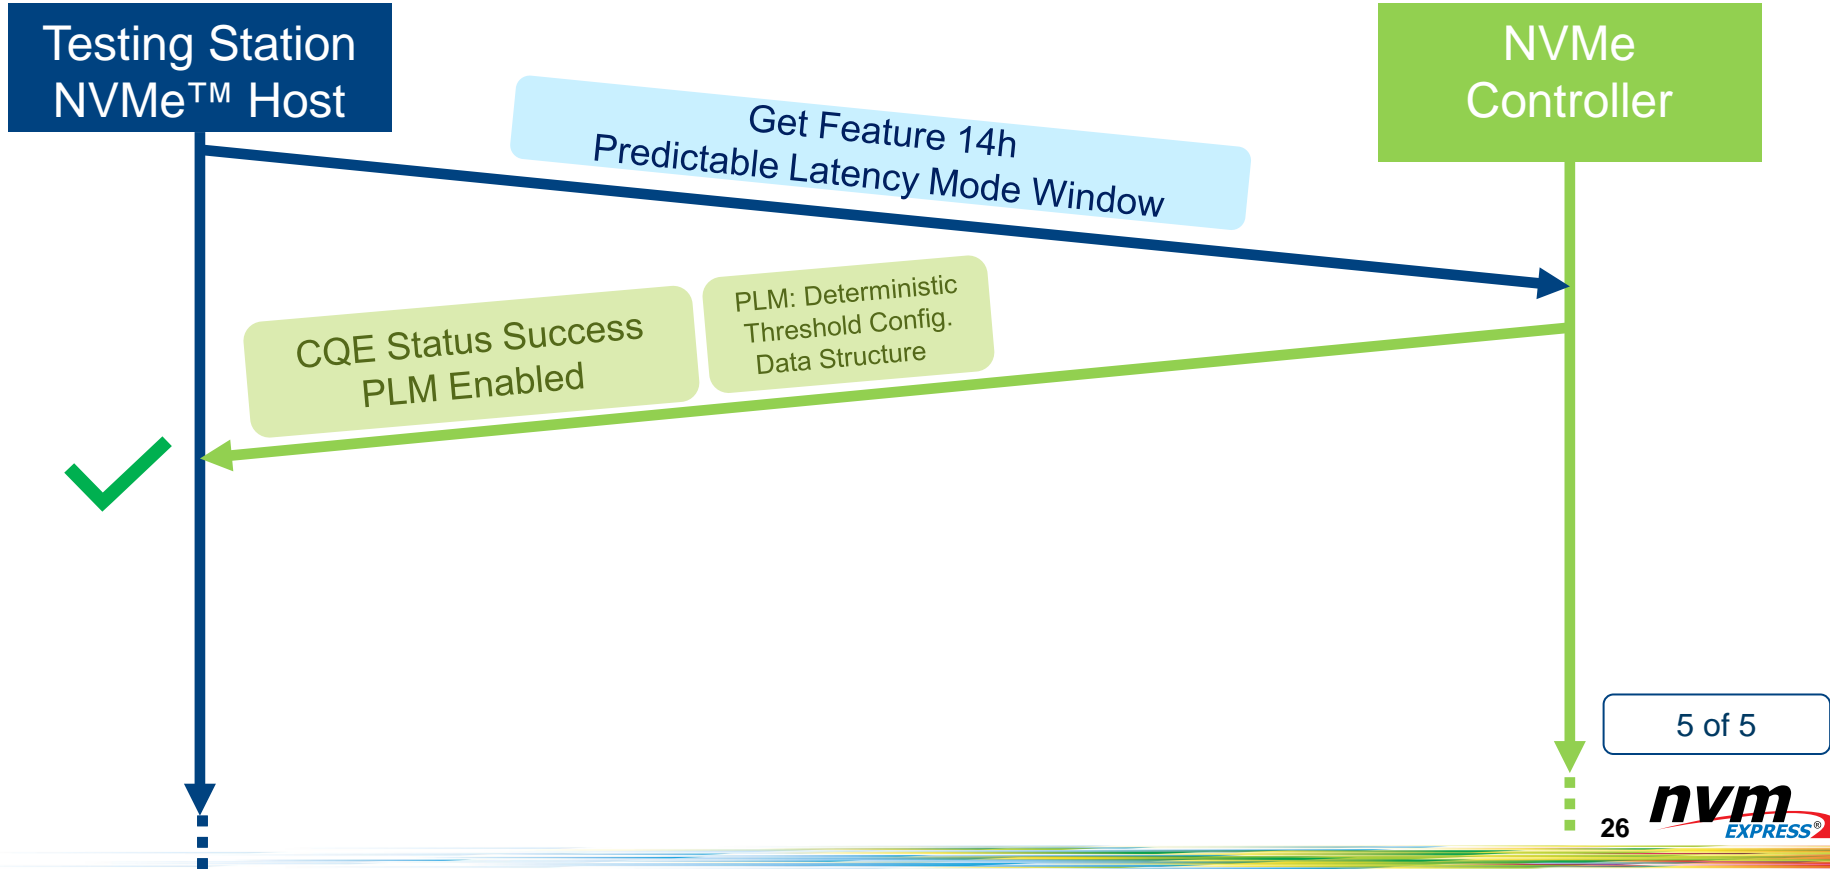 Testing Station
NVMe™ Host
NVMe
Controller
Get Feature 14h
Predictable Latency Mode Window
PLM: Deterministic
Threshold Config.
Data Structure
CQE Status Success
PLM Enabled
5 of 5
26
nvm
EXPRESS®